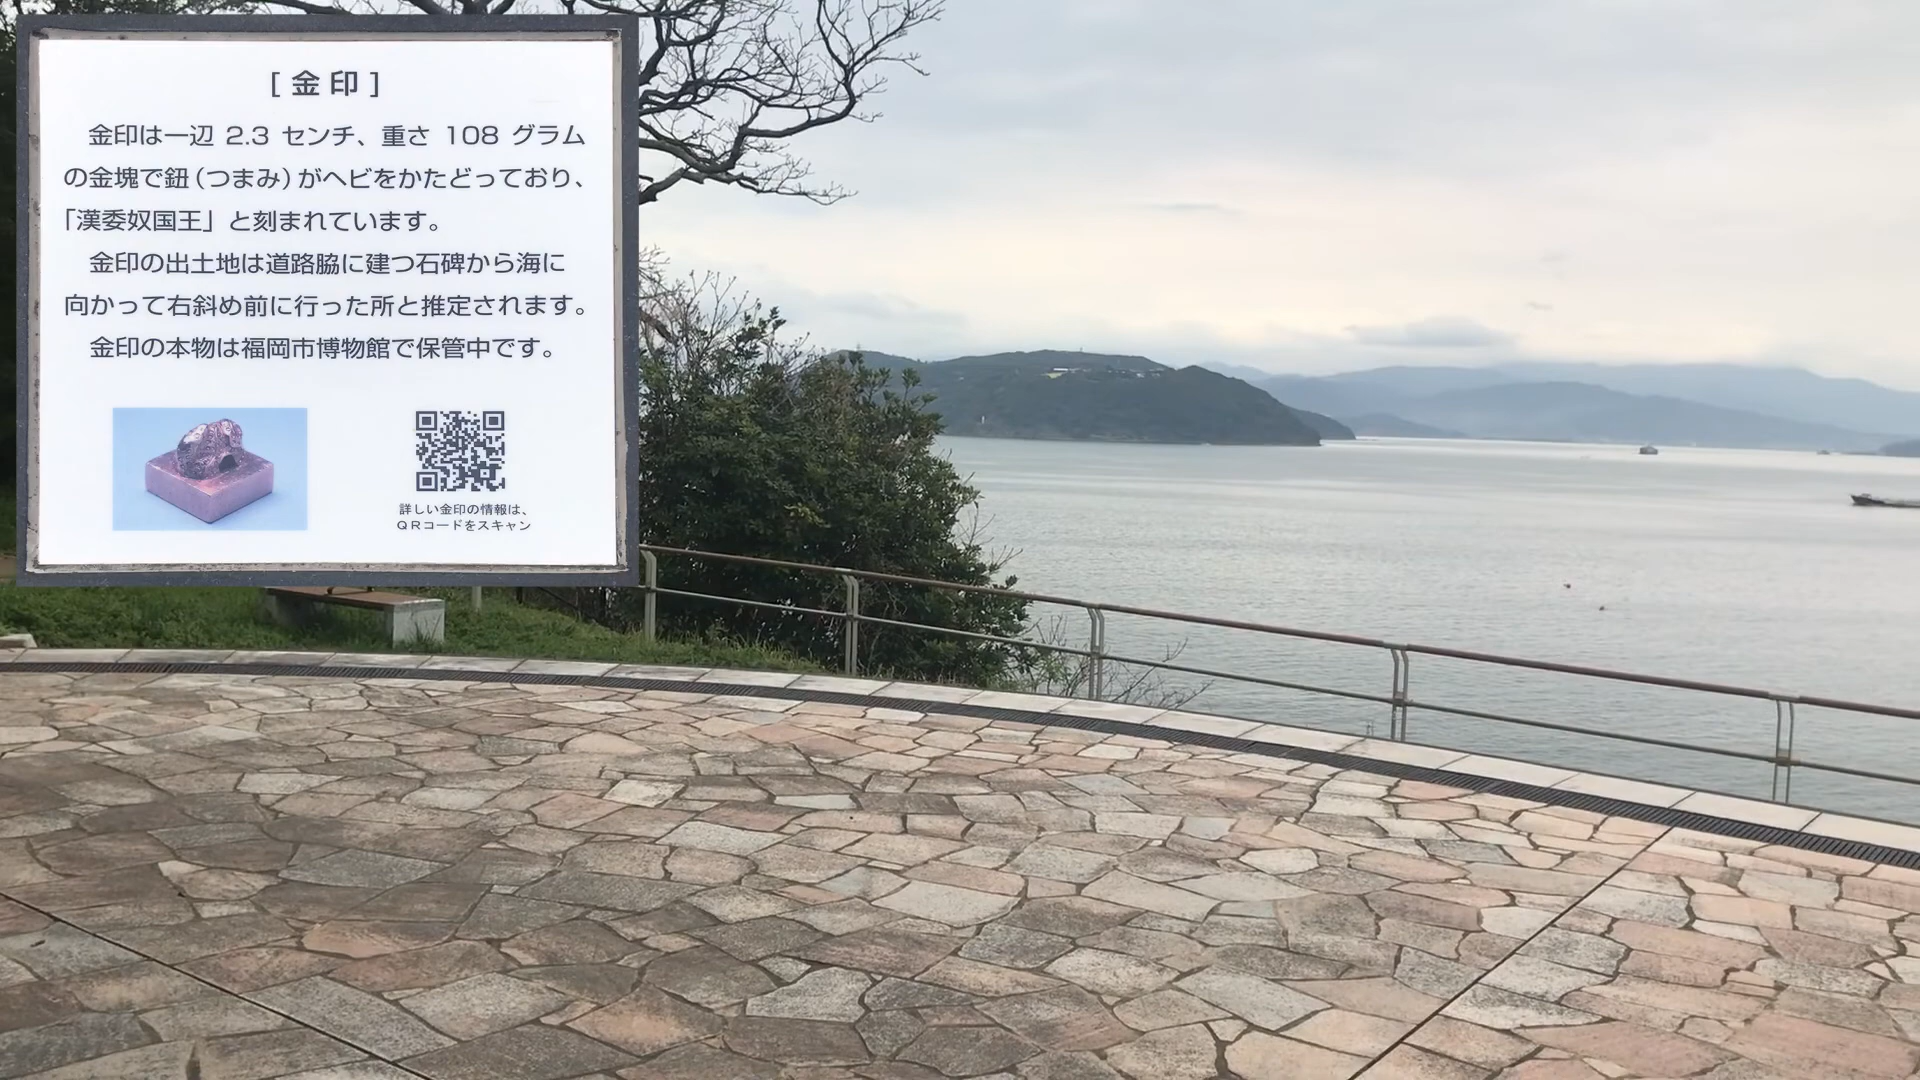 [金印]
金印は一辺 2.3 センチ、重さ 108 グラム
の金塊で鈕(つまみ)がヘビをかたどっており、
「漢委奴国王」と刻まれています。
金印の出土地は道路脇に建つ石碑から海に
向かって右斜め前に行った所と推定されます。
金印の本物は福岡市博物館で保管中です。
詳しい金印の情報は、
QRコードをスキャン